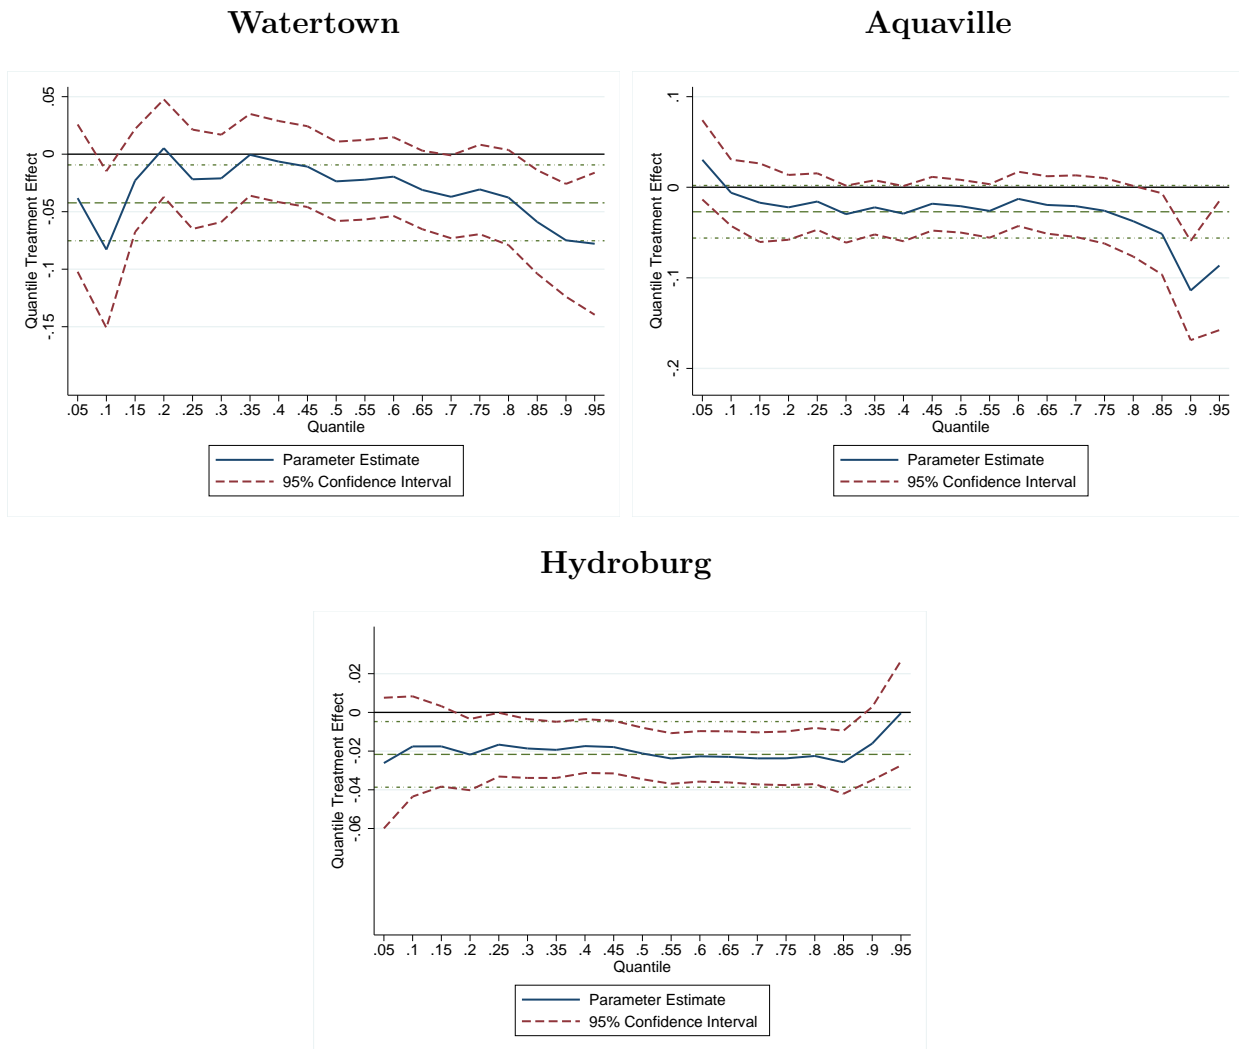 Watertown
Quantile Treatment Effect
.05
0
-.05
-.1
-.15
.05 .1 .15 .2 .25 .3 .35 .4 .45 .5 .55 .6 .65 .7 .75 .8 .85 .9 .95
Quantile
Parameter Estimate
95% Confidence Interval
Aquaville
Quantile Treatment Effect
.1
0
-.1
-.2
.05 .1 .15 .2 .25 .3 .35 .4 .45 .5 .55 .6 .65 .7 .75 .8 .85 .9 .95
Quantile
Parameter Estimate
95% Confidence Interval
Hydroburg
Quantile Treatment Effect
.02
0
-.02
-.04
-.06
.05 .1 .15 .2 .25 .3 .35 .4 .45 .5 .55 .6 .65 .7 .75 .8 .85 .9 .95
Quantile
Parameter Estimate
95% Confidence Interval